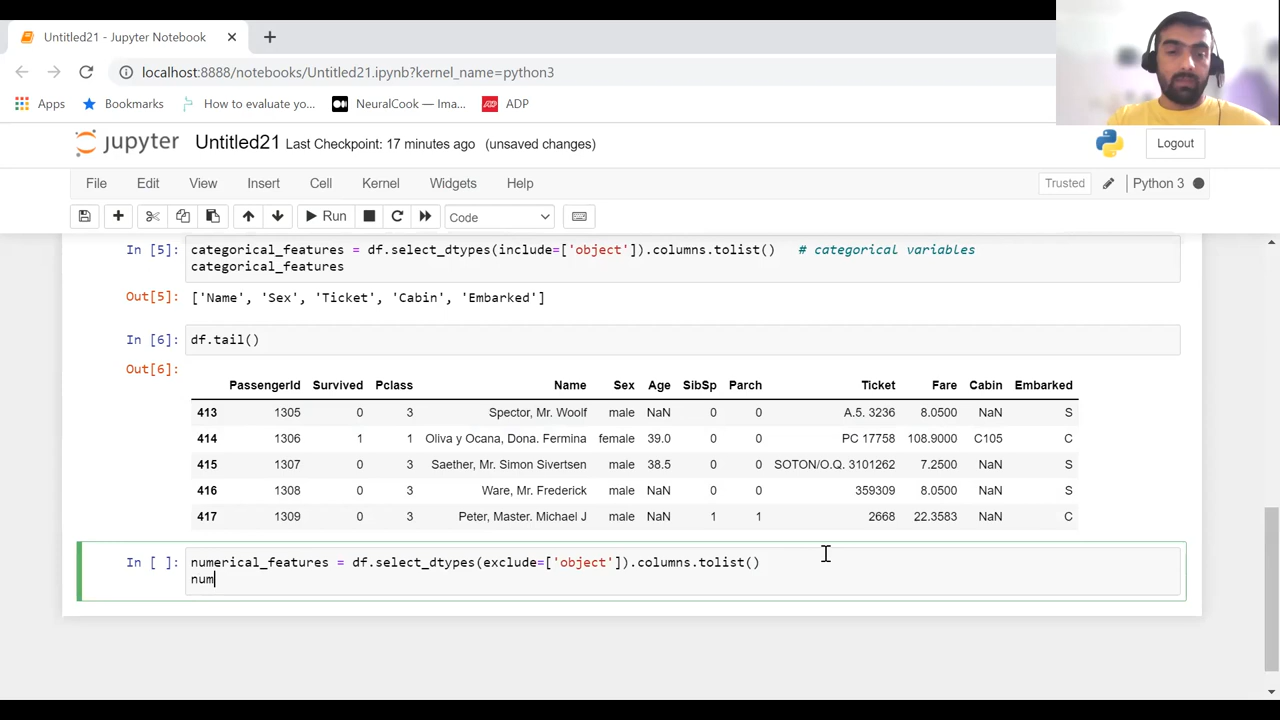 Untitled21 - Jupyter Notebook
localhost:8888/notebooks/Untitled21.ipynb?kernel_name=python3
Apps Bookmarks How to evaluate yo... NeuralCook — Ima... ADP
jupyter Untitled21 Last Checkpoint: 17 minutes ago (unsaved changes) Logout
File Edit View Insert Cell Kernel Widgets Help Trusted Python 3
Run Code
In [5]: categorical_features = df.select_dtypes(include=['object']).columns.tolist() # categorical variables
categorical_features
Out[5]: ['Name', 'Sex', 'Ticket', 'Cabin', 'Embarked']
In [6]: df.tail()
Out[6]:
PassengerId Survived Pclass Name Sex Age SibSp Parch Ticket Fare Cabin Embarked
413 1305 0 3 Spector, Mr. Woolf male NaN 0 0 A.5. 3236 8.0500 NaN S
414 1306 1 1 Oliva y Ocana, Dona. Fermina female 39.0 0 0 PC 17758 108.9000 C105 C
415 1307 0 3 Saether, Mr. Simon Sivertsen male 38.5 0 0 SOTON/O.Q. 3101262 7.2500 NaN S
416 1308 0 3 Ware, Mr. Frederick male NaN 0 0 359309 8.0500 NaN S
417 1309 0 3 Peter, Master. Michael J male NaN 1 1 2668 22.3583 NaN C
In [ ]: numerical_features = df.select_dtypes(exclude=['object']).columns.tolist()
num